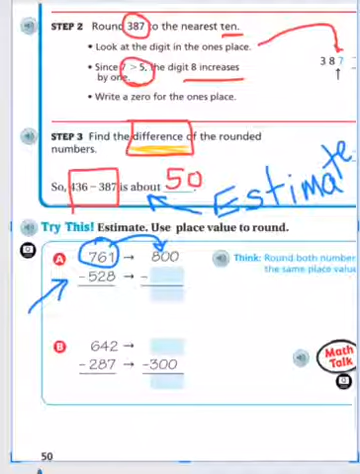 STEP 2 Round 387 to the nearest ten.
• Look at the digit in the ones place.
• Since 7 > 5, the digit 8 increases
by one.
387
• Write a zero for the ones place.
STEP 3 Find the difference of the rounded
numbers.
So, 436 – 387 is about 50.
Estimate
Try This! Estimate. Use place value to round.
A 761 → 800
– 528 → –
Think: Round both number
the same place value
B 642 →
– 287 → –300
Math
Talk
50